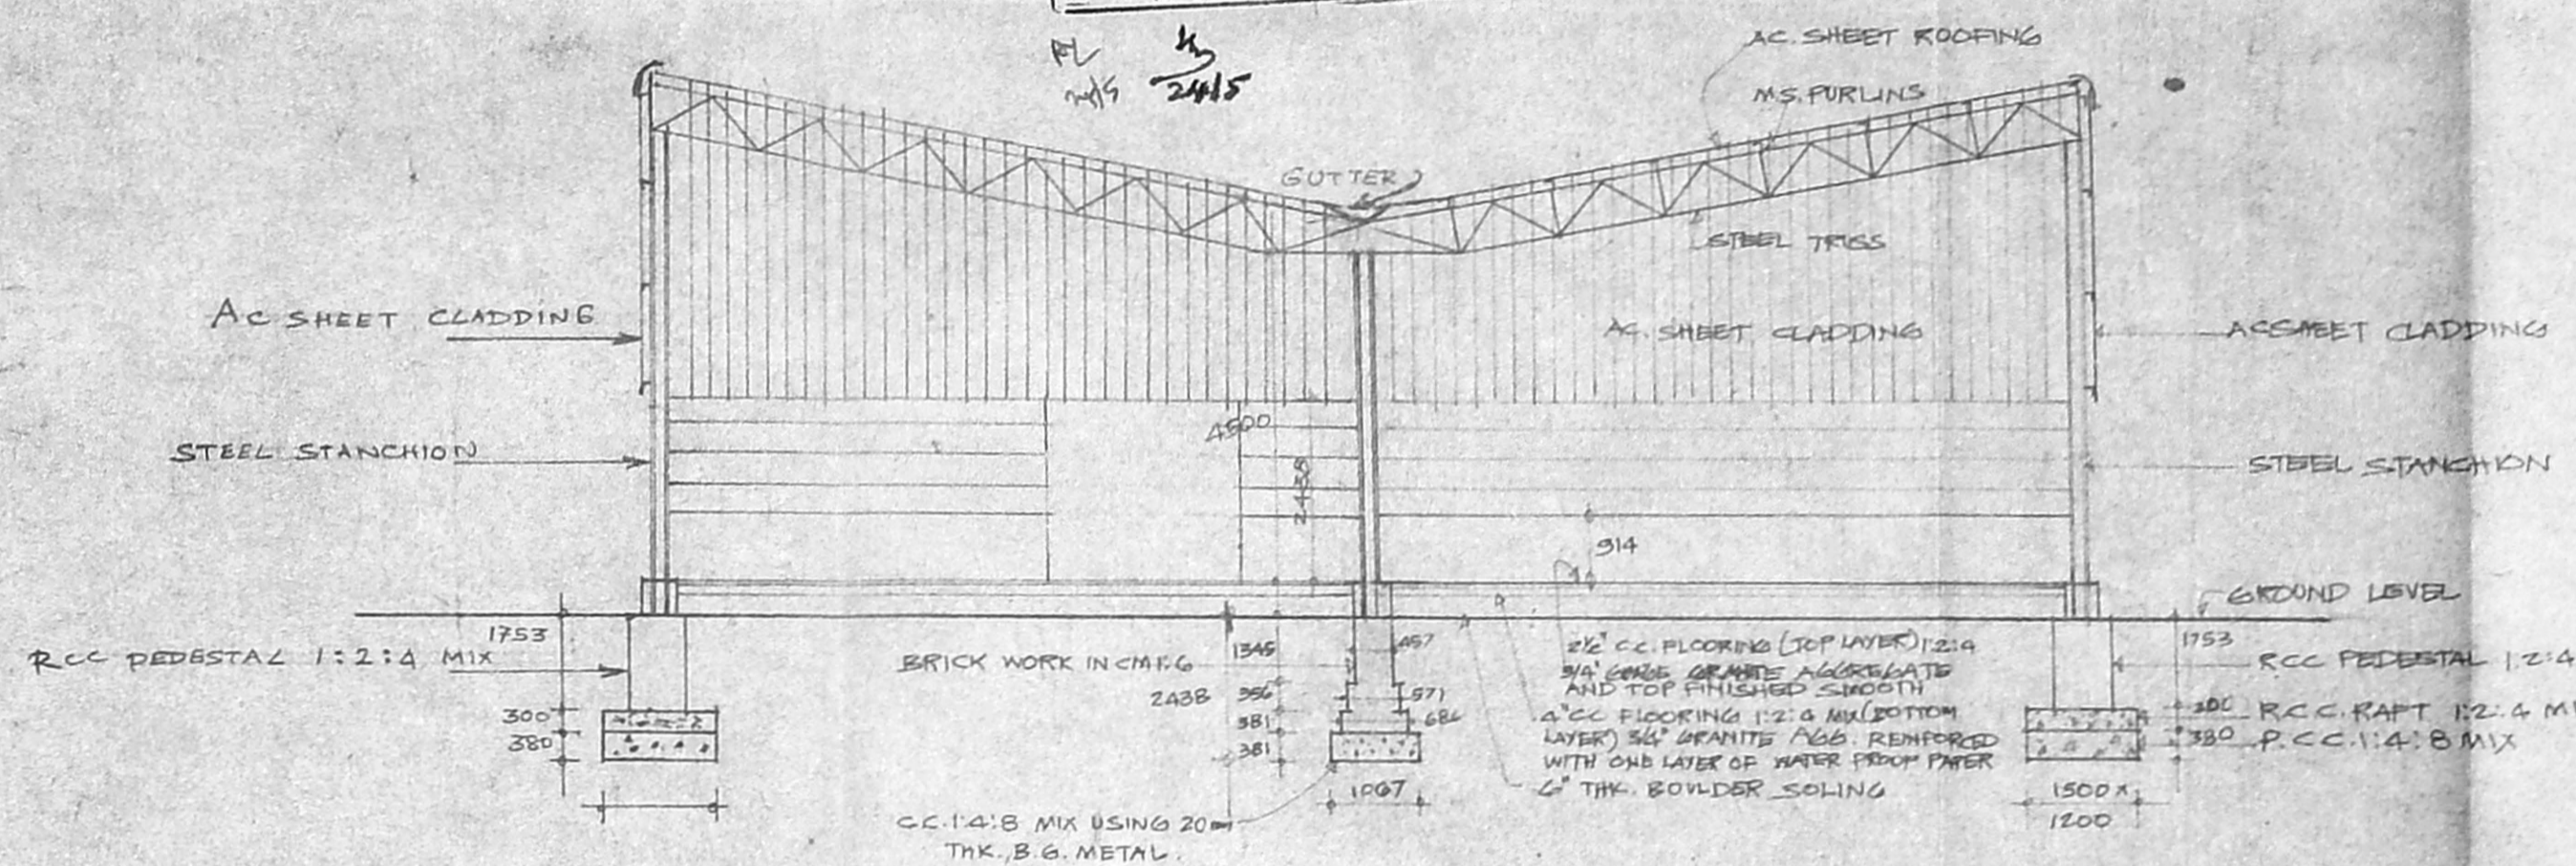 24/5
AC. SHEET ROOFING
M.S. PURLINS
GUTTER
STEEL TRUSS
AC SHEET CLADDING
AC. SHEET CLADDING
AC SHEET CLADDING
4500
STEEL STANCHION
2438
STEEL STANCHION
914
GROUND LEVEL
1753
RCC PEDESTAL 1:2:4 MIX
300
380
BRICK WORK IN CM 1:6
2438
1345
356
381
381
457
571
686
1067
C.C. 1:4:8 MIX USING 20
THK., B.G. METAL.
2½" C.C. FLOORING (TOP LAYER) 1:2:4
3/4" GAUGE GRANITE AGGREGATE
AND TOP FINISHED SMOOTH
4" CC FLOORING 1:2:4 MIX (BOTTOM
LAYER) 3/4" GRANITE AGG. REINFORCED
WITH ONE LAYER OF WATER PROOF PAPER
6" THK. BOULDER SOLING
1753
RCC PEDESTAL 1:2:4
300 R.C.C. RAFT 1:2:4
380 P.C.C. 1:4:8 MIX
1500 X
1200